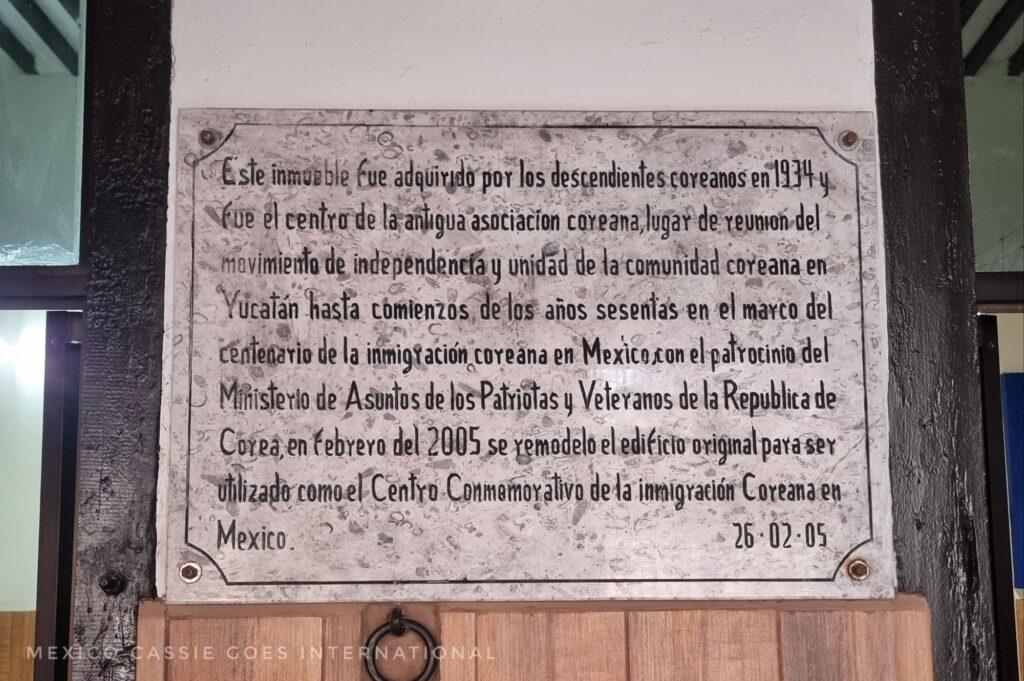 Este inmueble fue adquirido por los descendientes coreanos en 1934 y
fue el centro de la antigua asociacion coreana, lugar de reunion del
movimiento de independencia y unidad de la comunidad coreana en
Yucatán hasta comienzos de los años sesentas en el marco del
centenario de la inmigración coreana en Mexico, con el patrocinio del
Ministerio de Asuntos de los Patriotas y Veteranos de la Republica de
Corea, en febrero del 2005 se remodelo el edificio original para ser
utilizado como el Centro Conmemorativo de la inmigración Coreana en
Mexico. 26·02·05
MEXICO CASSIE GOES INTERNATIONAL